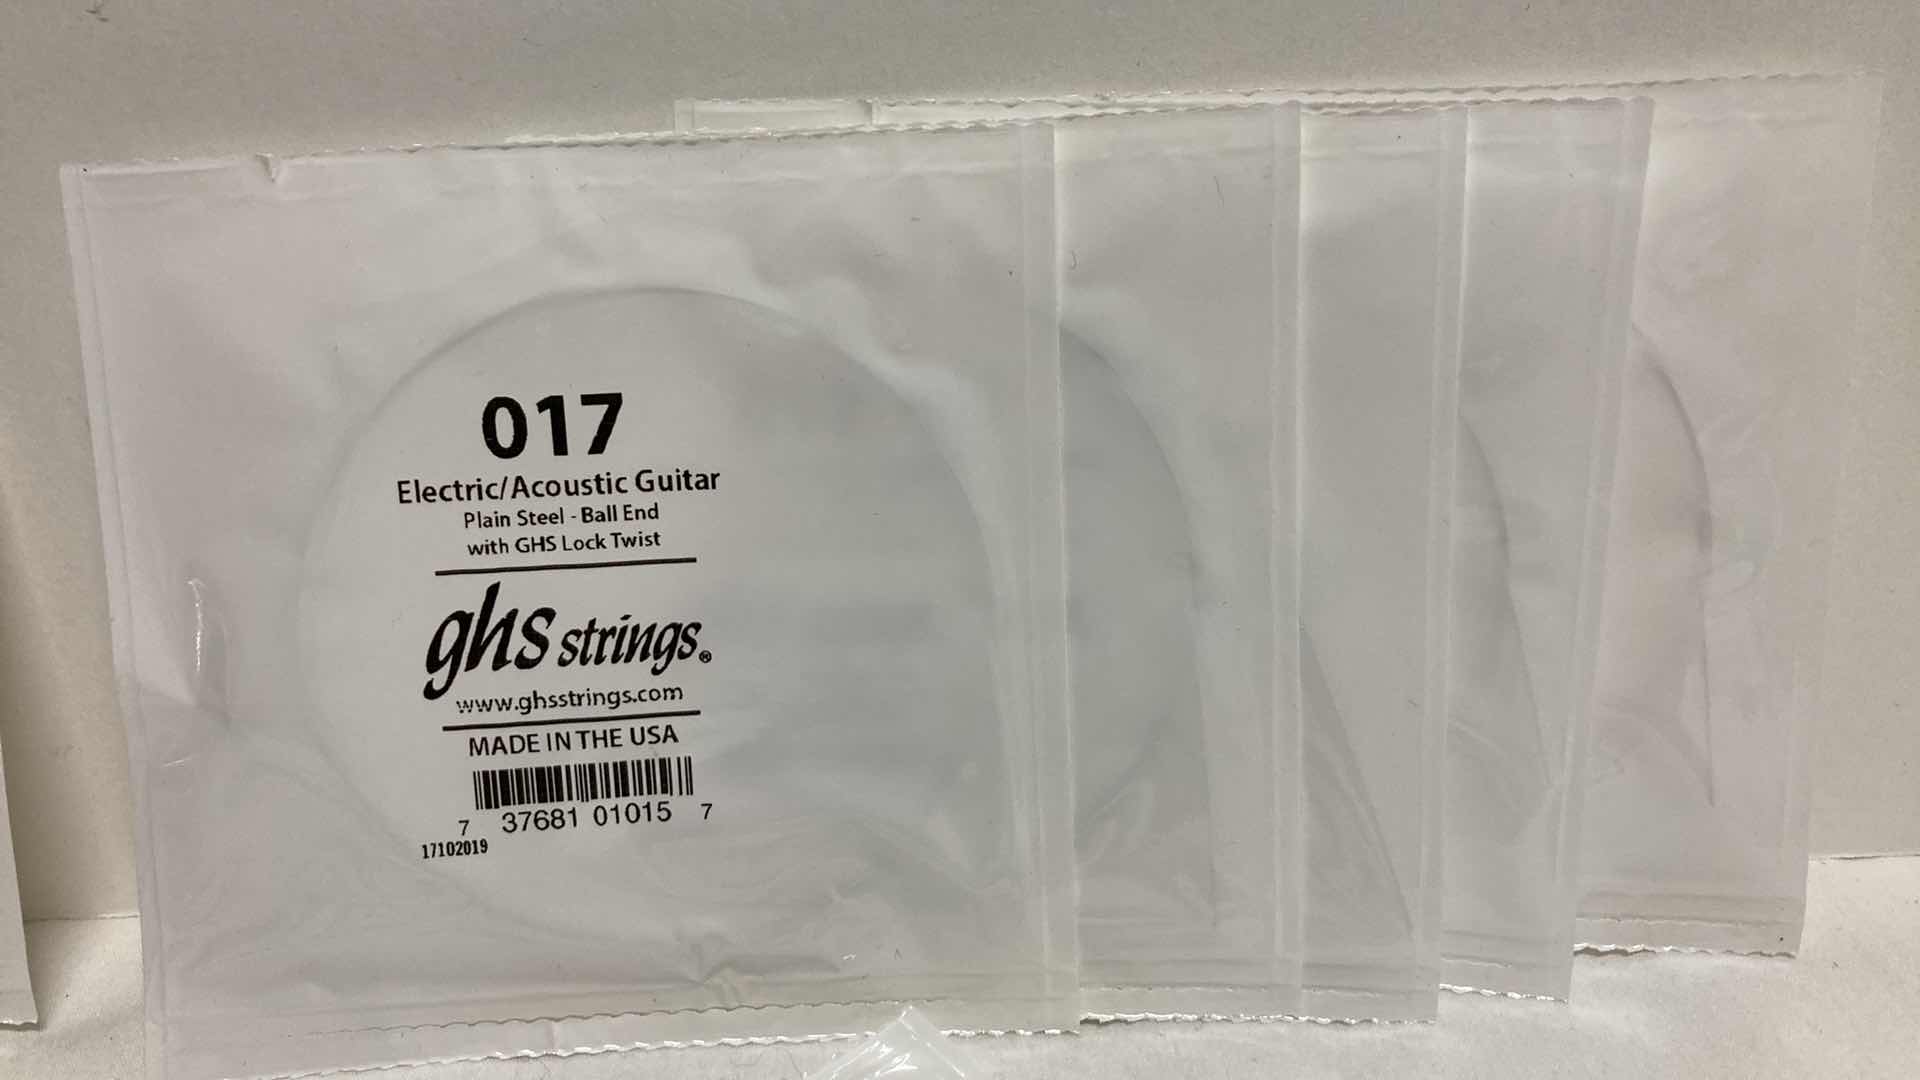 017
Electric/Acoustic Guitar
Plain Steel - Ball End
with GHS Lock Twist
ghs strings®
www.ghsstrings.com
MADE IN THE USA
7 37681 01015 7
17102019